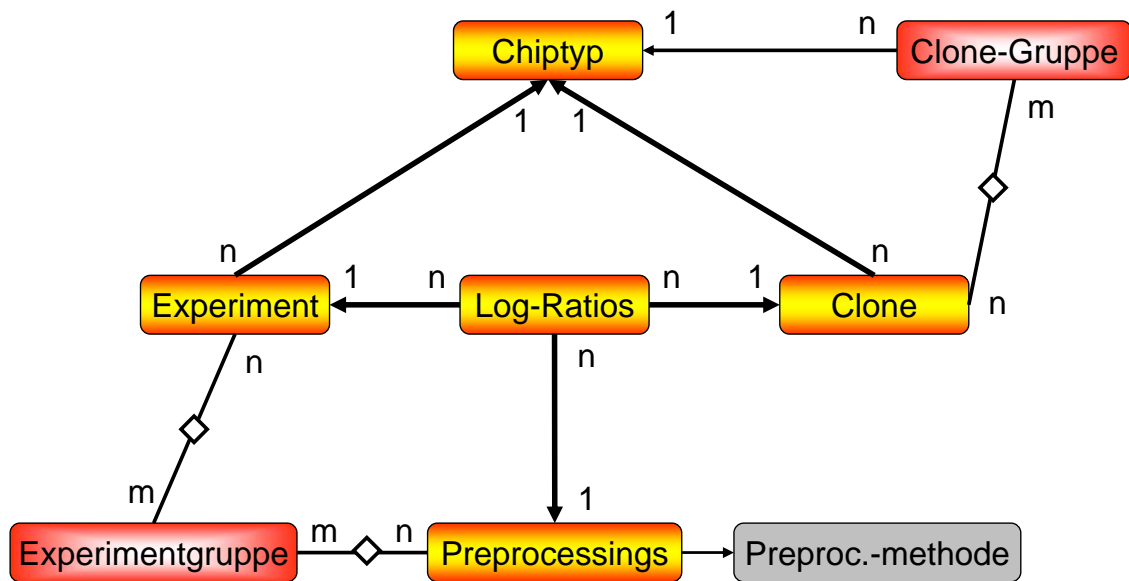 1
n
Chiptyp
Clone-Gruppe
1
1
m
n
n
1
n
n
1
Experiment
Log-Ratios
Clone
n
n
n
m
1
m
n
Experimentgruppe
Preprocessings
Preproc.-methode